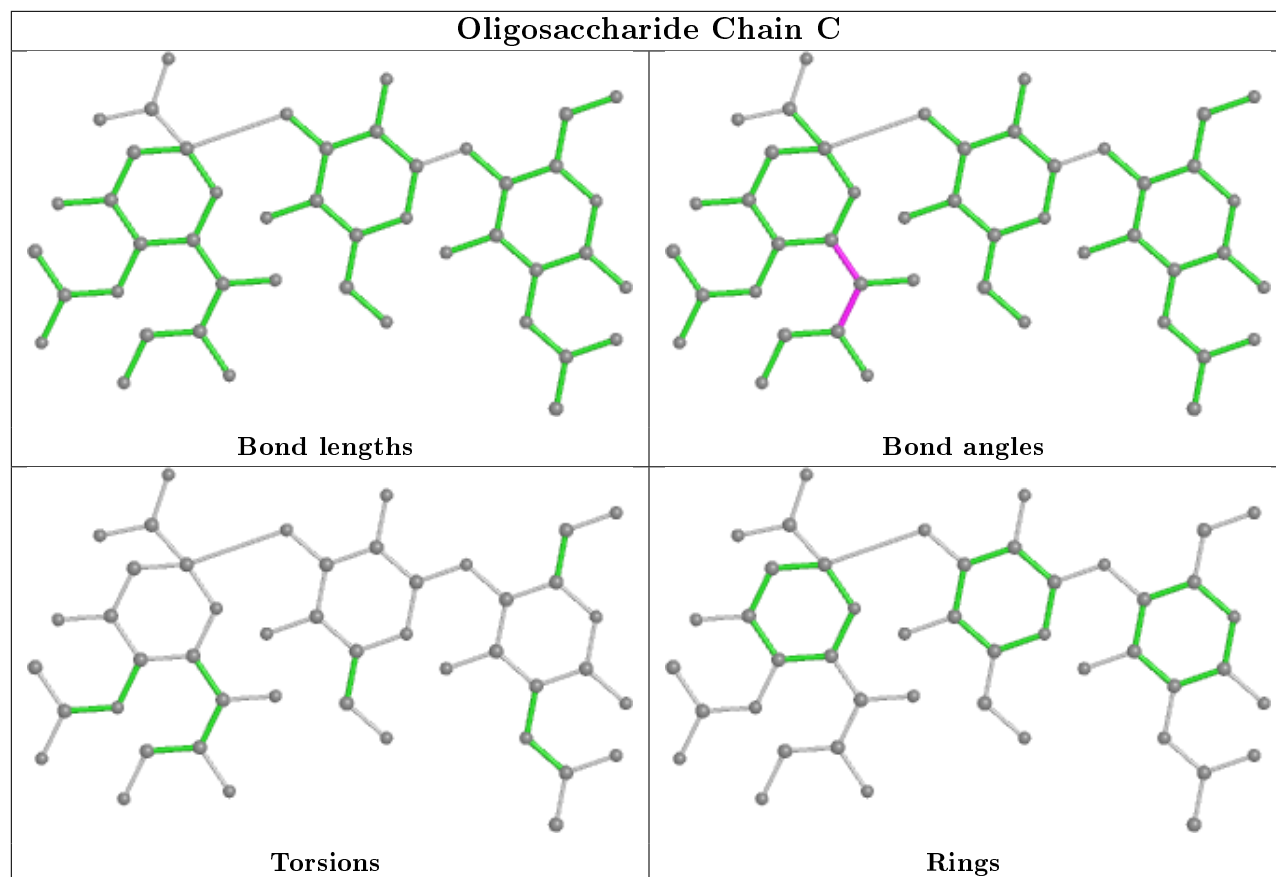 Oligosaccharide Chain C
Bond lengths
Bond angles
Torsions
Rings